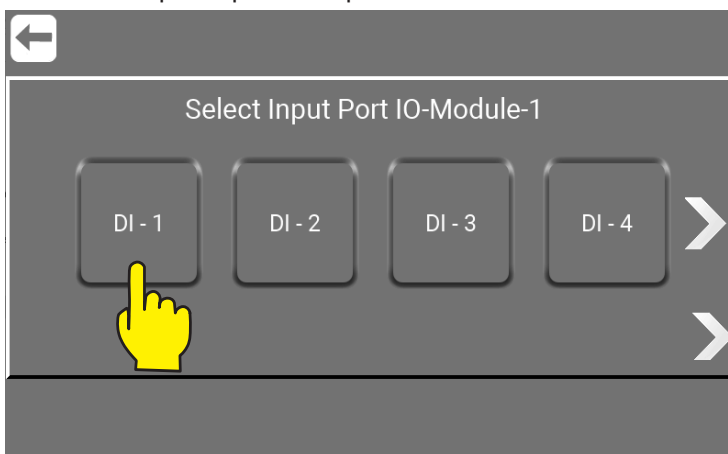 Select Input Port IO-Module-1
DI - 1
DI - 2
DI - 3
DI - 4